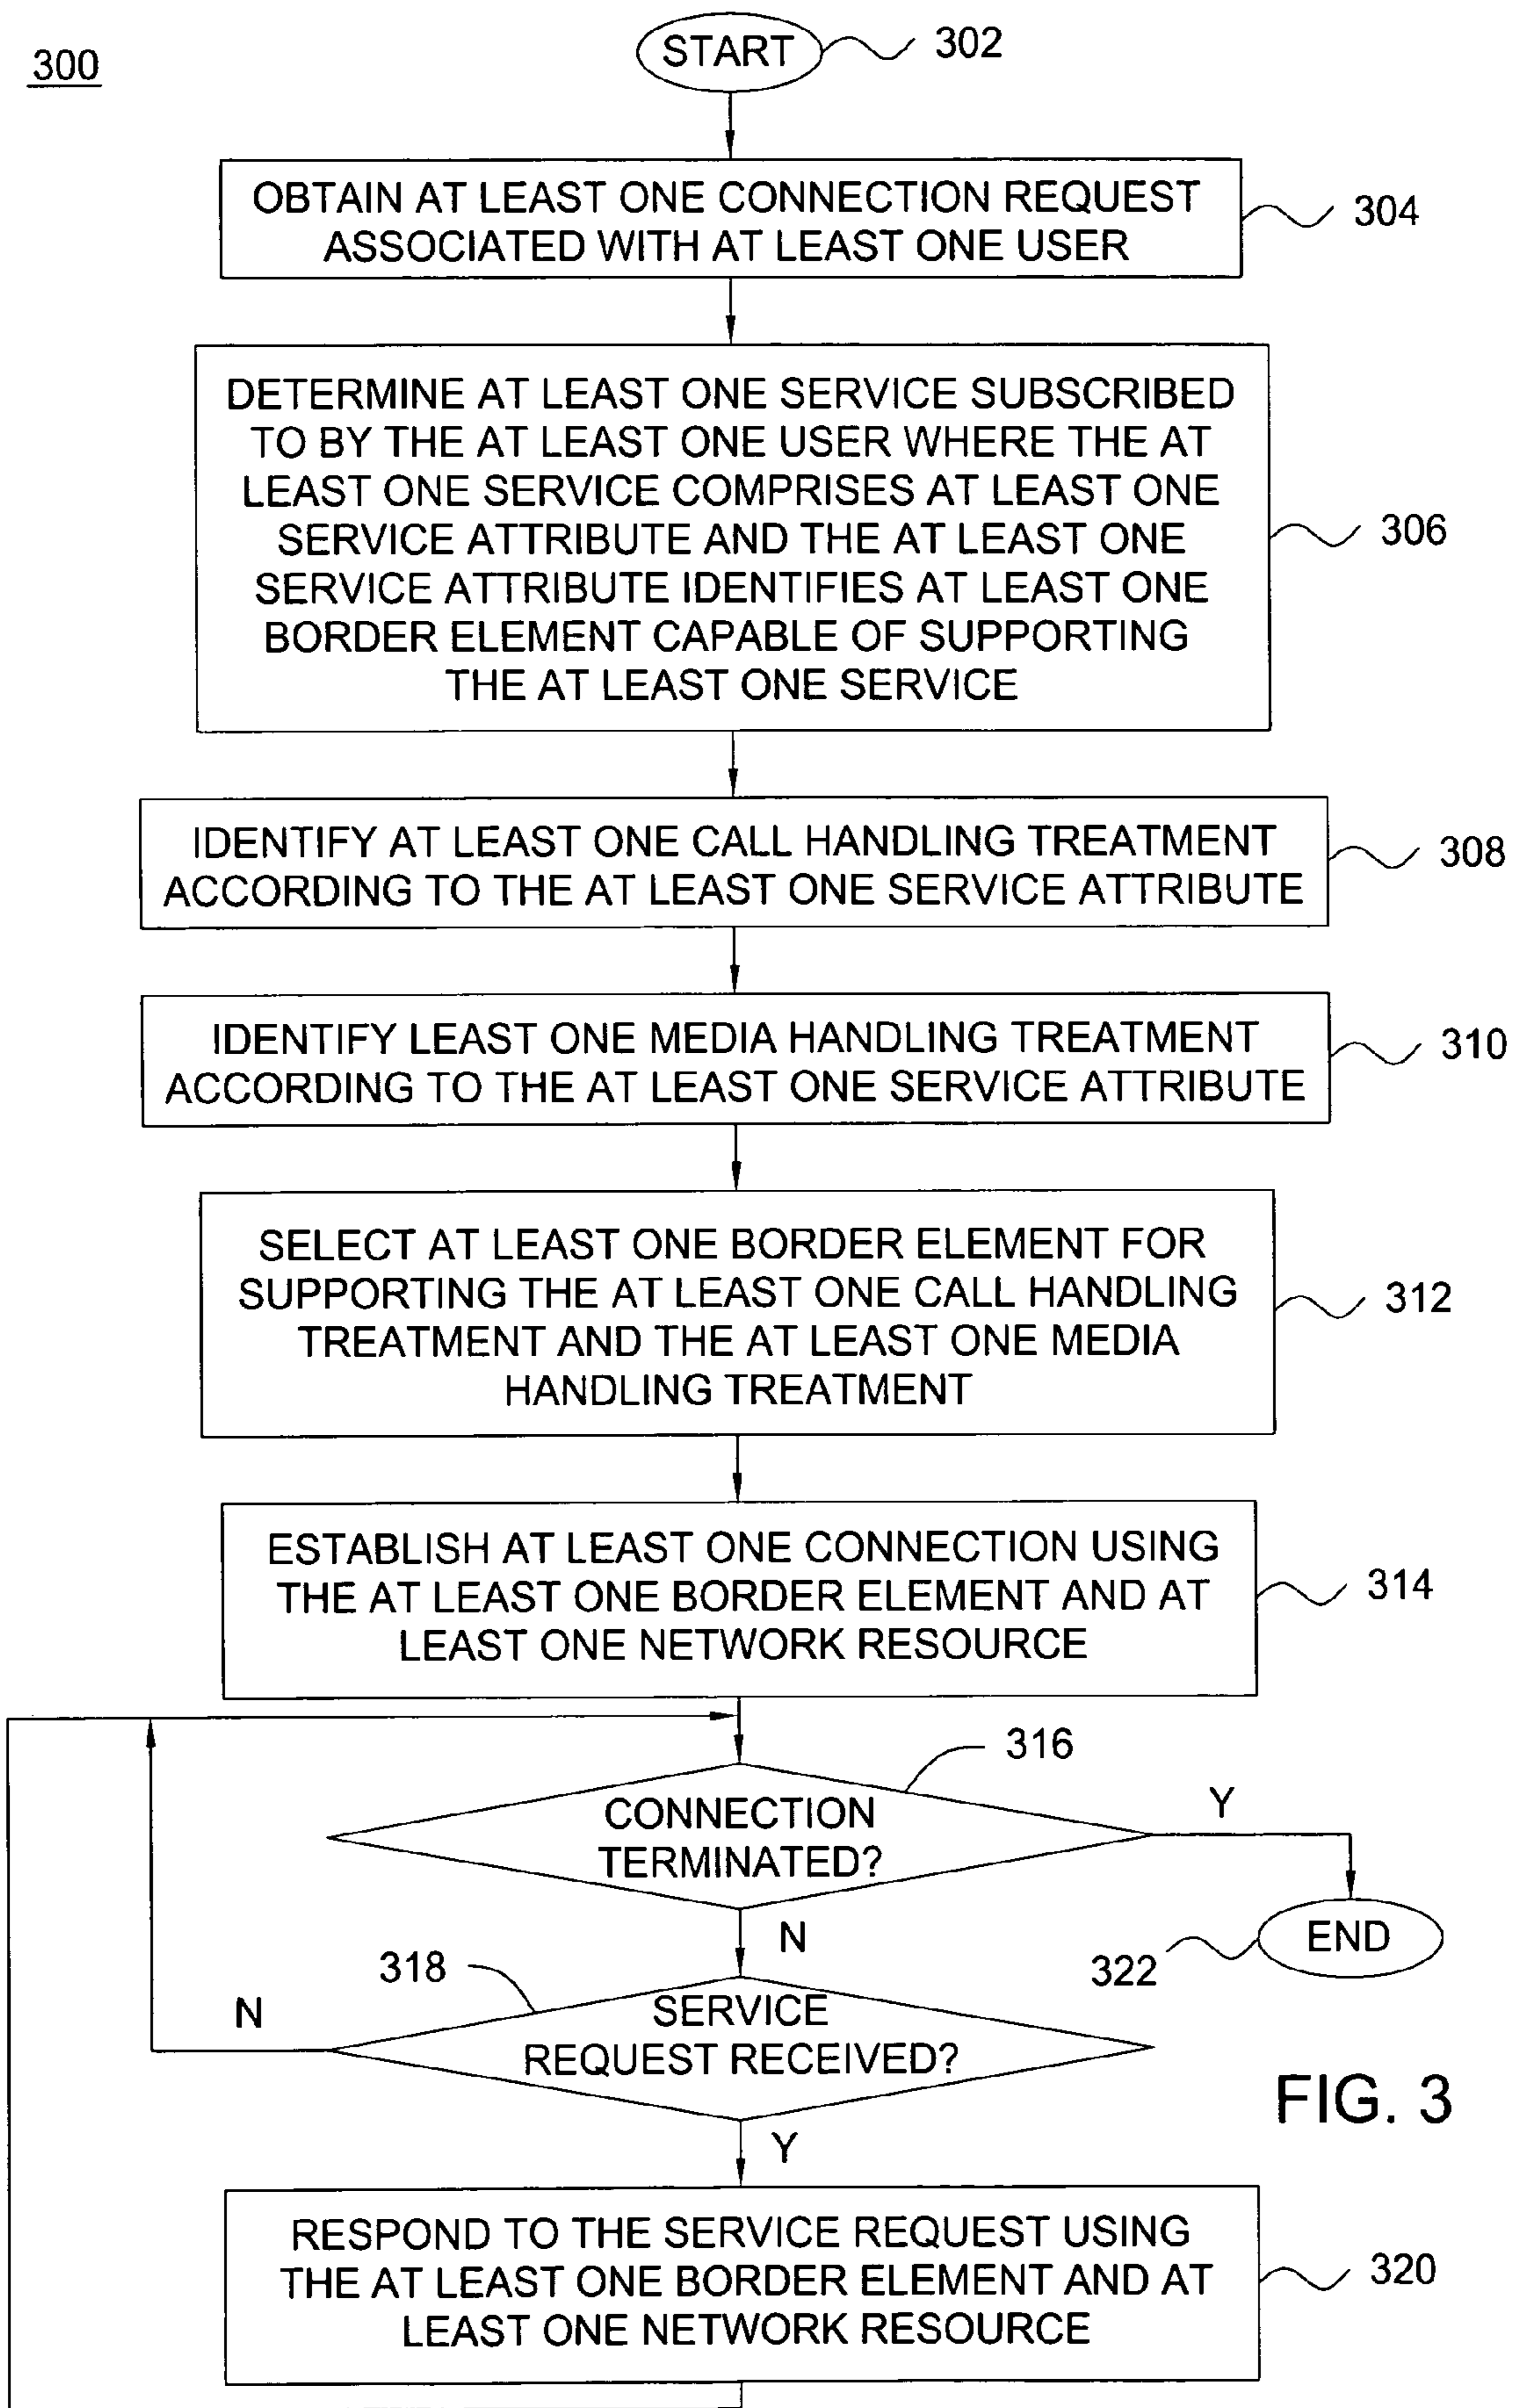 300
START
302
OBTAIN AT LEAST ONE CONNECTION REQUEST
ASSOCIATED WITH AT LEAST ONE USER
304
DETERMINE AT LEAST ONE SERVICE SUBSCRIBED
TO BY THE AT LEAST ONE USER WHERE THE AT
LEAST ONE SERVICE COMPRISES AT LEAST ONE
SERVICE ATTRIBUTE AND THE AT LEAST ONE
SERVICE ATTRIBUTE IDENTIFIES AT LEAST ONE
BORDER ELEMENT CAPABLE OF SUPPORTING
THE AT LEAST ONE SERVICE
306
IDENTIFY AT LEAST ONE CALL HANDLING TREATMENT
ACCORDING TO THE AT LEAST ONE SERVICE ATTRIBUTE
308
IDENTIFY LEAST ONE MEDIA HANDLING TREATMENT
ACCORDING TO THE AT LEAST ONE SERVICE ATTRIBUTE
310
SELECT AT LEAST ONE BORDER ELEMENT FOR
SUPPORTING THE AT LEAST ONE CALL HANDLING
TREATMENT AND THE AT LEAST ONE MEDIA
HANDLING TREATMENT
312
ESTABLISH AT LEAST ONE CONNECTION USING
THE AT LEAST ONE BORDER ELEMENT AND AT
LEAST ONE NETWORK RESOURCE
314
316
CONNECTION
TERMINATED?
Y
END
322
N
318
SERVICE
REQUEST RECEIVED?
N
Y
FIG. 3
RESPOND TO THE SERVICE REQUEST USING
THE AT LEAST ONE BORDER ELEMENT AND AT
LEAST ONE NETWORK RESOURCE
320